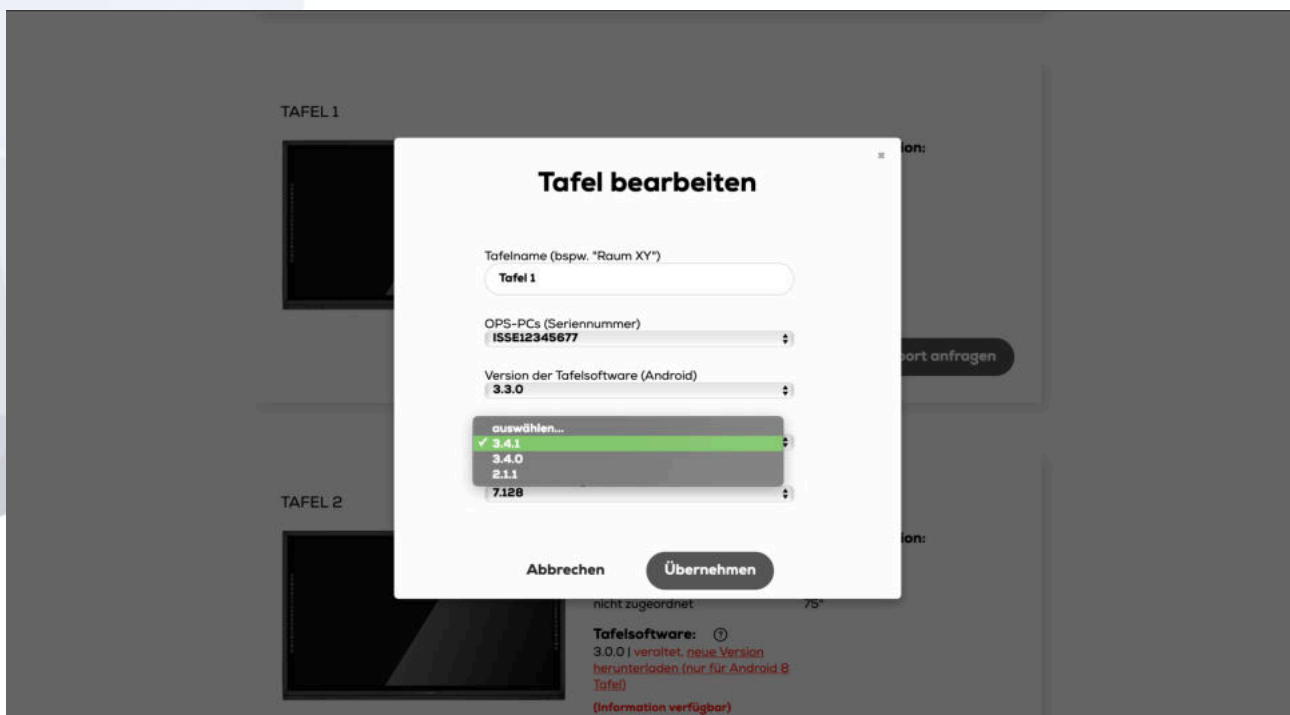 TAFEL 1
ion:
Tafel bearbeiten
Tafelname (bspw. "Raum XY")
Tafel 1
OPS-PCs (Seriennummer)
ISSE12345677
port anfragen
Version der Tafelsoftware (Android)
3.3.0
auswählen...
✓ 3.4.1
3.4.0
2.1.1
7.128
TAFEL 2
ion:
Abbrechen
Übernehmen
nicht zugeordnet
75"
Tafelsoftware:
3.0.0 | veraltet, neue Version
herunterladen (nur für Android 8
Tafel)
(Information verfügbar)